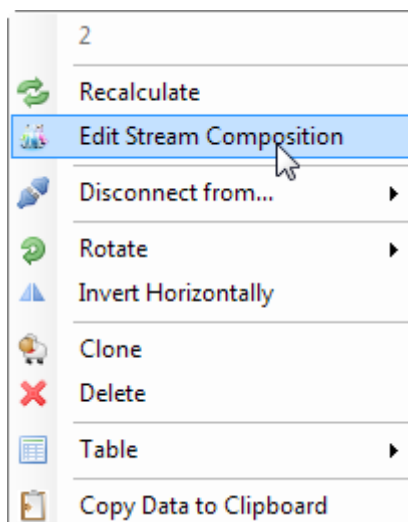 2
Recalculate
Edit Stream Composition
Disconnect from...
Rotate
Invert Horizontally
Clone
Delete
Table
Copy Data to Clipboard